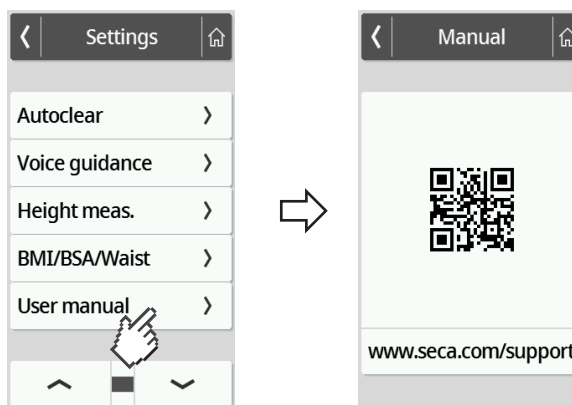 Settings
Autoclear
Voice guidance
Height meas.
BMI/BSA/Waist
User manual
Manual
www.seca.com/support